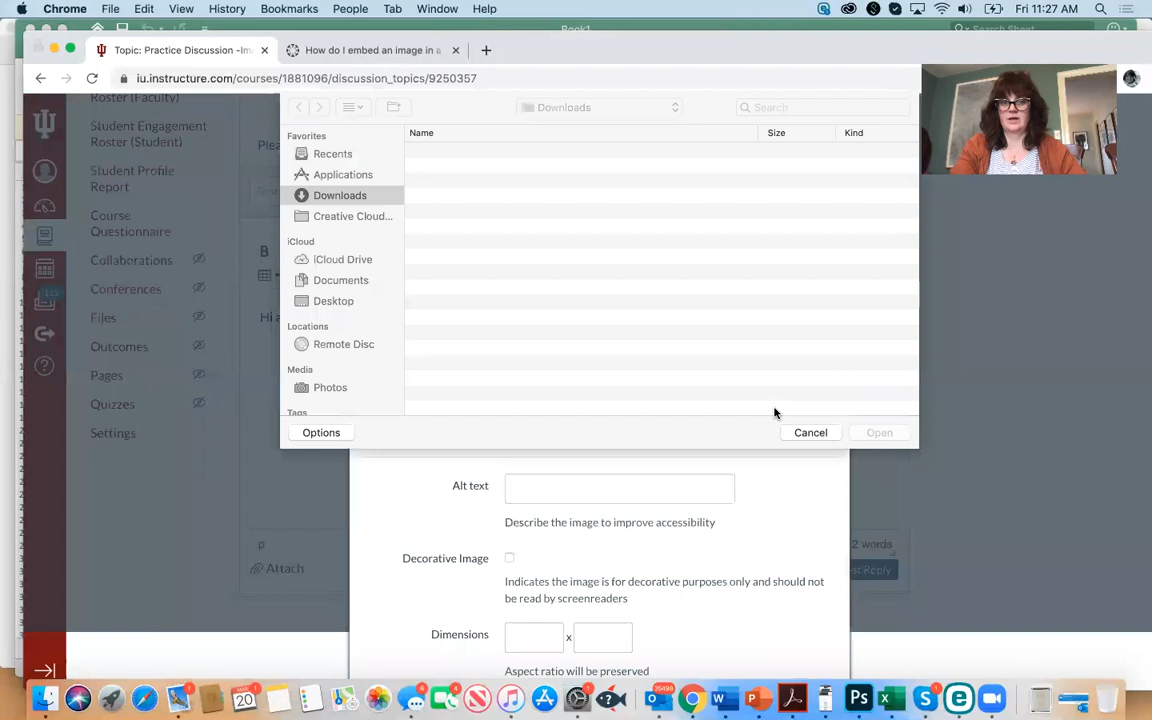 Chrome File Edit View History Bookmarks People Tab Window Help Fri 11:27 AM
Book1
Search Sheet
Topic: Practice Discussion -Im
How do I embed an image in a
iu.instructure.com/courses/1881096/discussion_topics/9250357
Roster (Faculty)
Student Engagement
Roster (Student)
Student Profile
Report
Course
Questionnaire
Collaborations
Conferences
Files
Outcomes
Pages
Quizzes
Settings
Plea
B
Hi a
p
Attach
2 words
st Reply
Downloads
Search
Favorites
Recents
Applications
Downloads
Creative Cloud...
iCloud
iCloud Drive
Documents
Desktop
Locations
Remote Disc
Media
Photos
Tags
Name Size Kind
Options Cancel Open
Alt text
Describe the image to improve accessibility
Decorative Image
Indicates the image is for decorative purposes only and should
not be read by screenreaders
Dimensions x
Aspect ratio will be preserved
MAR
20